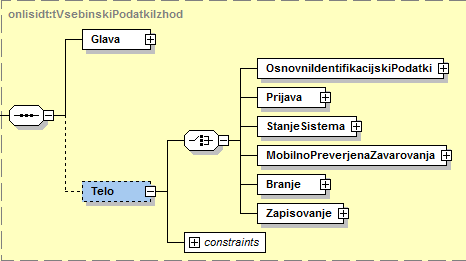 onlisidt:tVsebinskiPodatkiIzhod
Glava
OsnovniIdentifikacijskiPodatki
Prijava
StanjeSistema
MobilnoPreverjenaZavarovanja
Branje
Telo
Zapisovanje
constraints